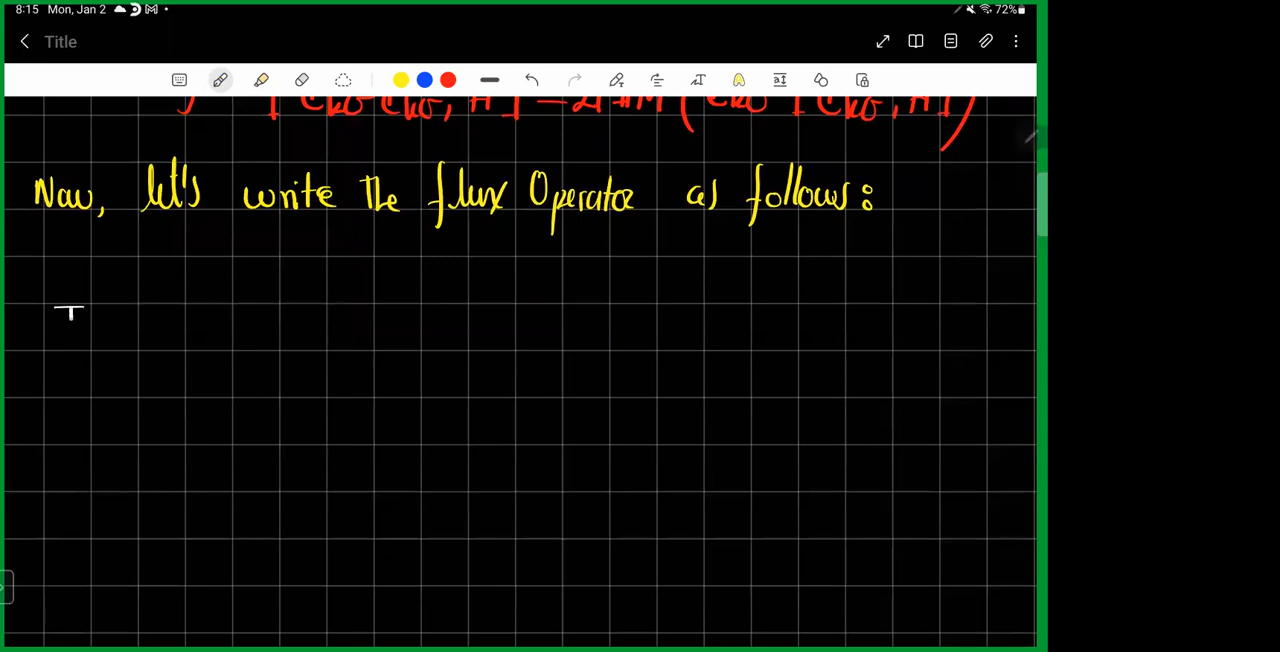 8:15 Mon, Jan 2 72%
Title
Now, let's write the flux Operator as follows: